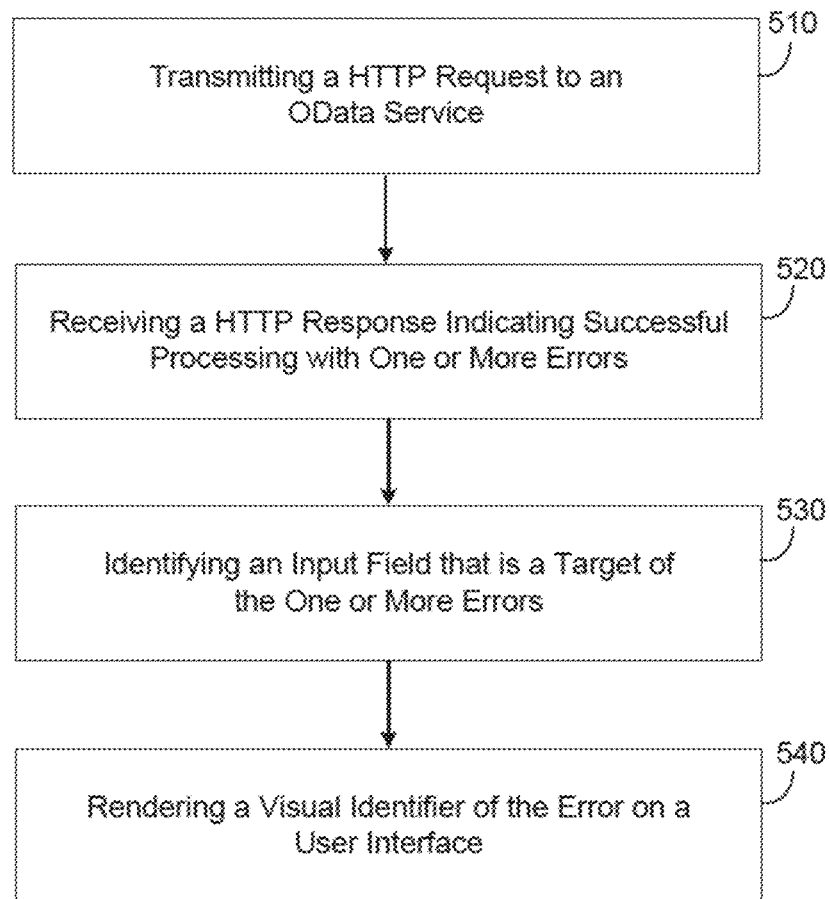 510
Transmitting a HTTP Request to an
OData Service
520
Receiving a HTTP Response Indicating Successful
Processing with One or More Errors
530
Identifying an Input Field that is a Target of
the One or More Errors
540
Rendering a Visual Identifier of the Error on a
User Interface